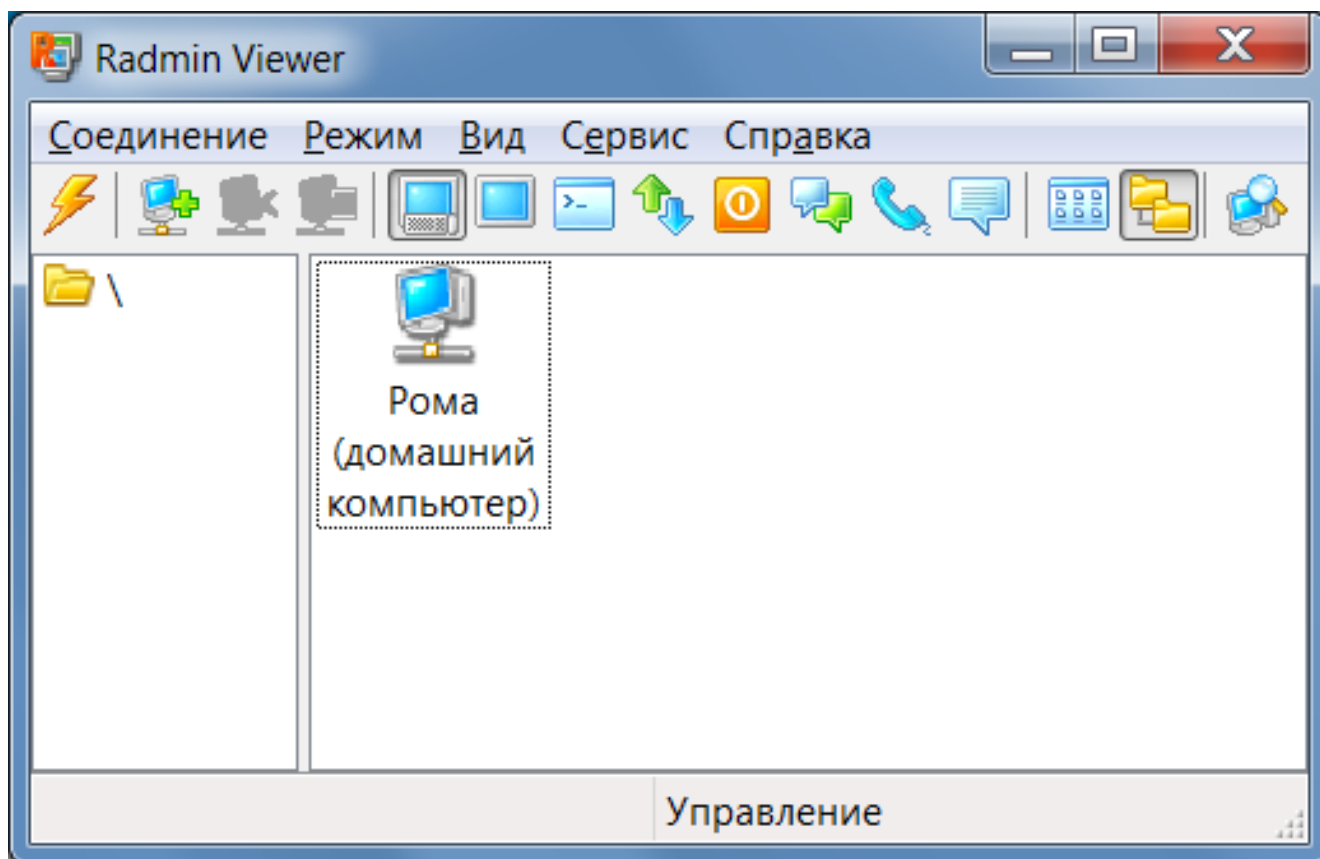 Radmin Viewer
Соединение Режим Вид Сервис Справка
\
Рома
(домашний
компьютер)
Управление